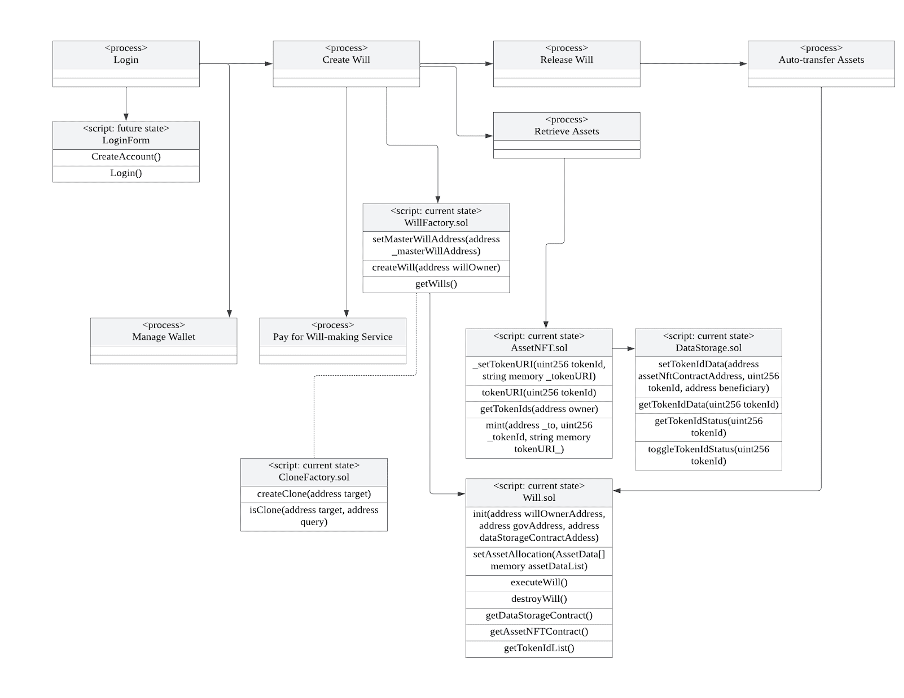 <process>
Login
<process>
Create Will
<process>
Release Will
<process>
Auto-transfer Assets
<process>
Retrieve Assets
<script: future state>
LoginForm
CreateAccount()
Login()
<script: current state>
WillFactory.sol
setMasterWillAddress(address
_masterWillAddress)
createWill(address willOwner)
getWills()
<process>
Manage Wallet
<process>
Pay for Will-making Service
<script: current state>
AssetNFT.sol
_setTokenURI(uint256 tokenId,
string memory _tokenURI)
tokenURI(uint256 tokenId)
getTokenIds(address owner)
mint(address _to, uint256
_tokenId, string memory
tokenURI_)
<script: current state>
DataStorage.sol
setTokenIdData(address
assetNftContractAddress, uint256
tokenId, address beneficiary)
getTokenIdData(uint256 tokenId)
getTokenIdStatus(uint256
tokenId)
toggleTokenIdStatus(uint256
tokenId)
<script: current state>
CloneFactory.sol
createClone(address target)
isClone(address target, address
query)
<script: current state>
Will.sol
init(address willOwnerAddress,
address govAddress, address
dataStorageContractAddess)
setAssetAllocation(AssetData[]
memory assetDataList)
executeWill()
destroyWill()
getDataStorageContract()
getAssetNFTContract()
getTokenIdList()